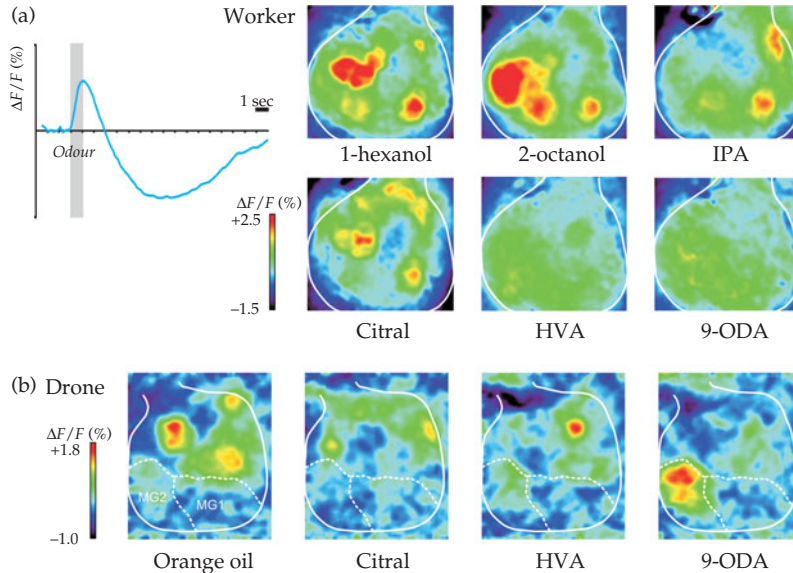 (a)
Worker
ΔF/F (%)
1 sec
Odour
1-hexanol
2-octanol
IPA
ΔF/F (%)
+2.5
−1.5
Citral
HVA
9-ODA
(b)
Drone
ΔF/F (%)
+1.8
−1.0
MG2
MG1
Orange oil
Citral
HVA
9-ODA